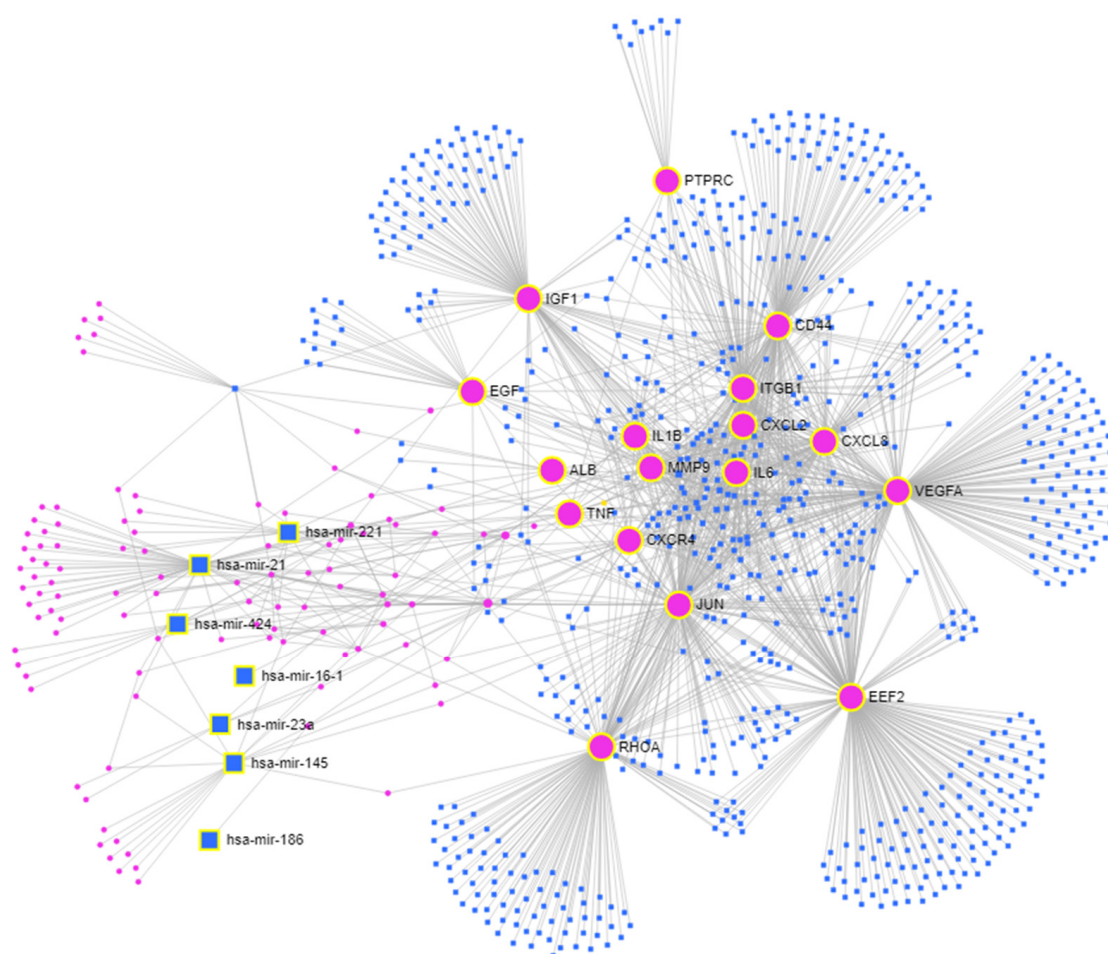 PTPRC
IGF1
CD44
EGF
ITGB1
CXCL2
IL1B
CXCL8
ALB
MMP9
IL6
VEGFA
TNF
hsa-mir-221
CXCR4
hsa-mir-21
JUN
hsa-mir-424
hsa-mir-16-1
EEF2
hsa-mir-23a
RHOA
hsa-mir-145
hsa-mir-186